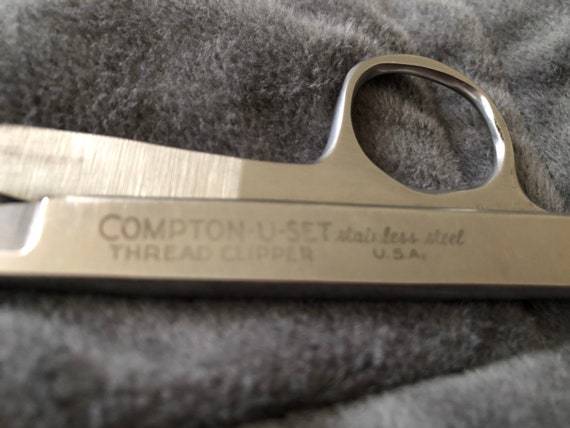 COMPTON-U-SET stainless steel
THREAD CLIPPER U.S.A.